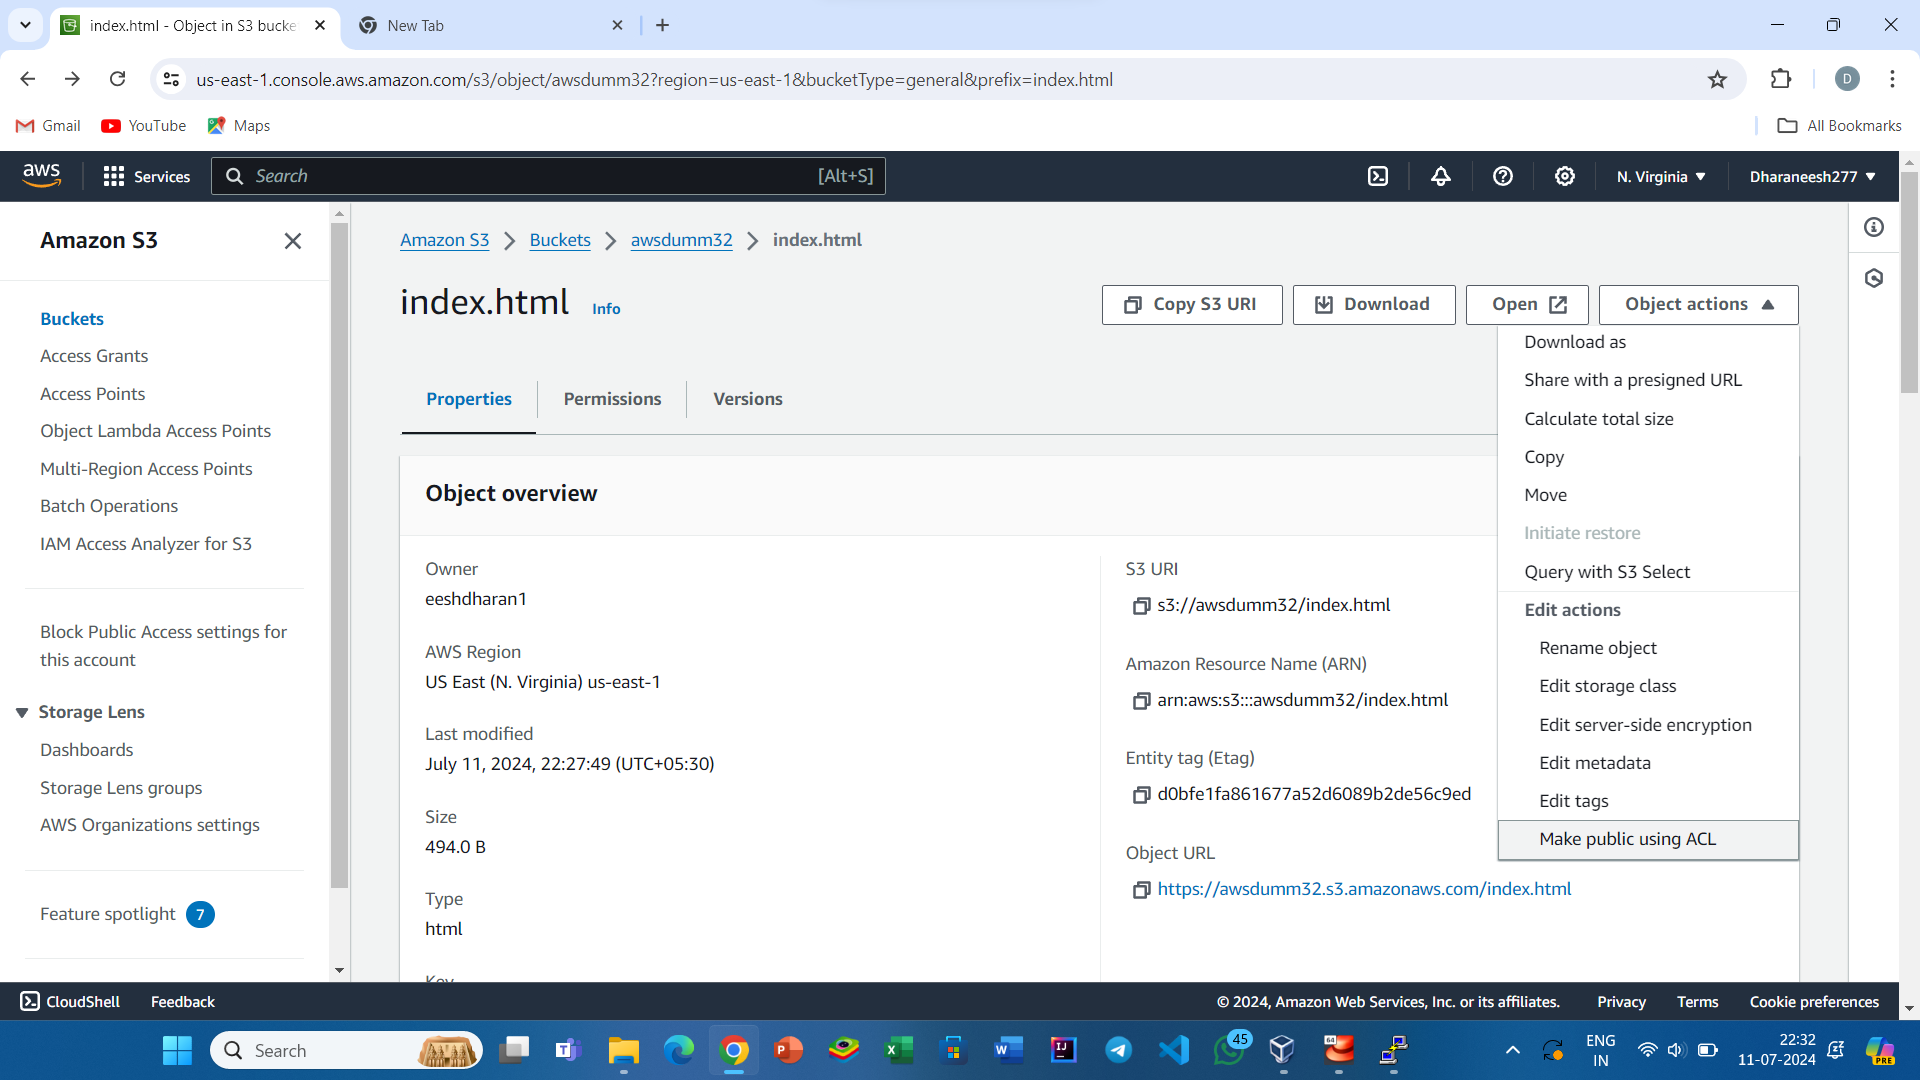 index.html - Object in S3 bucke
New Tab
us-east-1.console.aws.amazon.com/s3/object/awsdumm32?region=us-east-1&bucketType=general&prefix=index.html
D
Gmail
YouTube
Maps
All Bookmarks
aws
Services
Search
[Alt+S]
N. Virginia
Dharaneesh277
Amazon S3
Buckets
Access Grants
Access Points
Object Lambda Access Points
Multi-Region Access Points
Batch Operations
IAM Access Analyzer for S3
Block Public Access settings for
this account
Storage Lens
Dashboards
Storage Lens groups
AWS Organizations settings
Feature spotlight 7
Amazon S3 > Buckets > awsdumm32 > index.html
index.html Info
Copy S3 URI
Download
Open
Object actions
Download as
Share with a presigned URL
Calculate total size
Copy
Move
Initiate restore
Query with S3 Select
Edit actions
Rename object
Edit storage class
Edit server-side encryption
Edit metadata
Edit tags
Make public using ACL
Properties
Permissions
Versions
Object overview
Owner
eeshdharan1
AWS Region
US East (N. Virginia) us-east-1
Last modified
July 11, 2024, 22:27:49 (UTC+05:30)
Size
494.0 B
Type
html
Key
S3 URI
s3://awsdumm32/index.html
Amazon Resource Name (ARN)
arn:aws:s3:::awsdumm32/index.html
Entity tag (Etag)
d0bfe1fa861677a52d6089b2de56c9ed
Object URL
https://awsdumm32.s3.amazonaws.com/index.html
CloudShell
Feedback
© 2024, Amazon Web Services, Inc. or its affiliates.
Privacy
Terms
Cookie preferences
Search
45
64
ENG
IN
22:32
11-07-2024
PRE